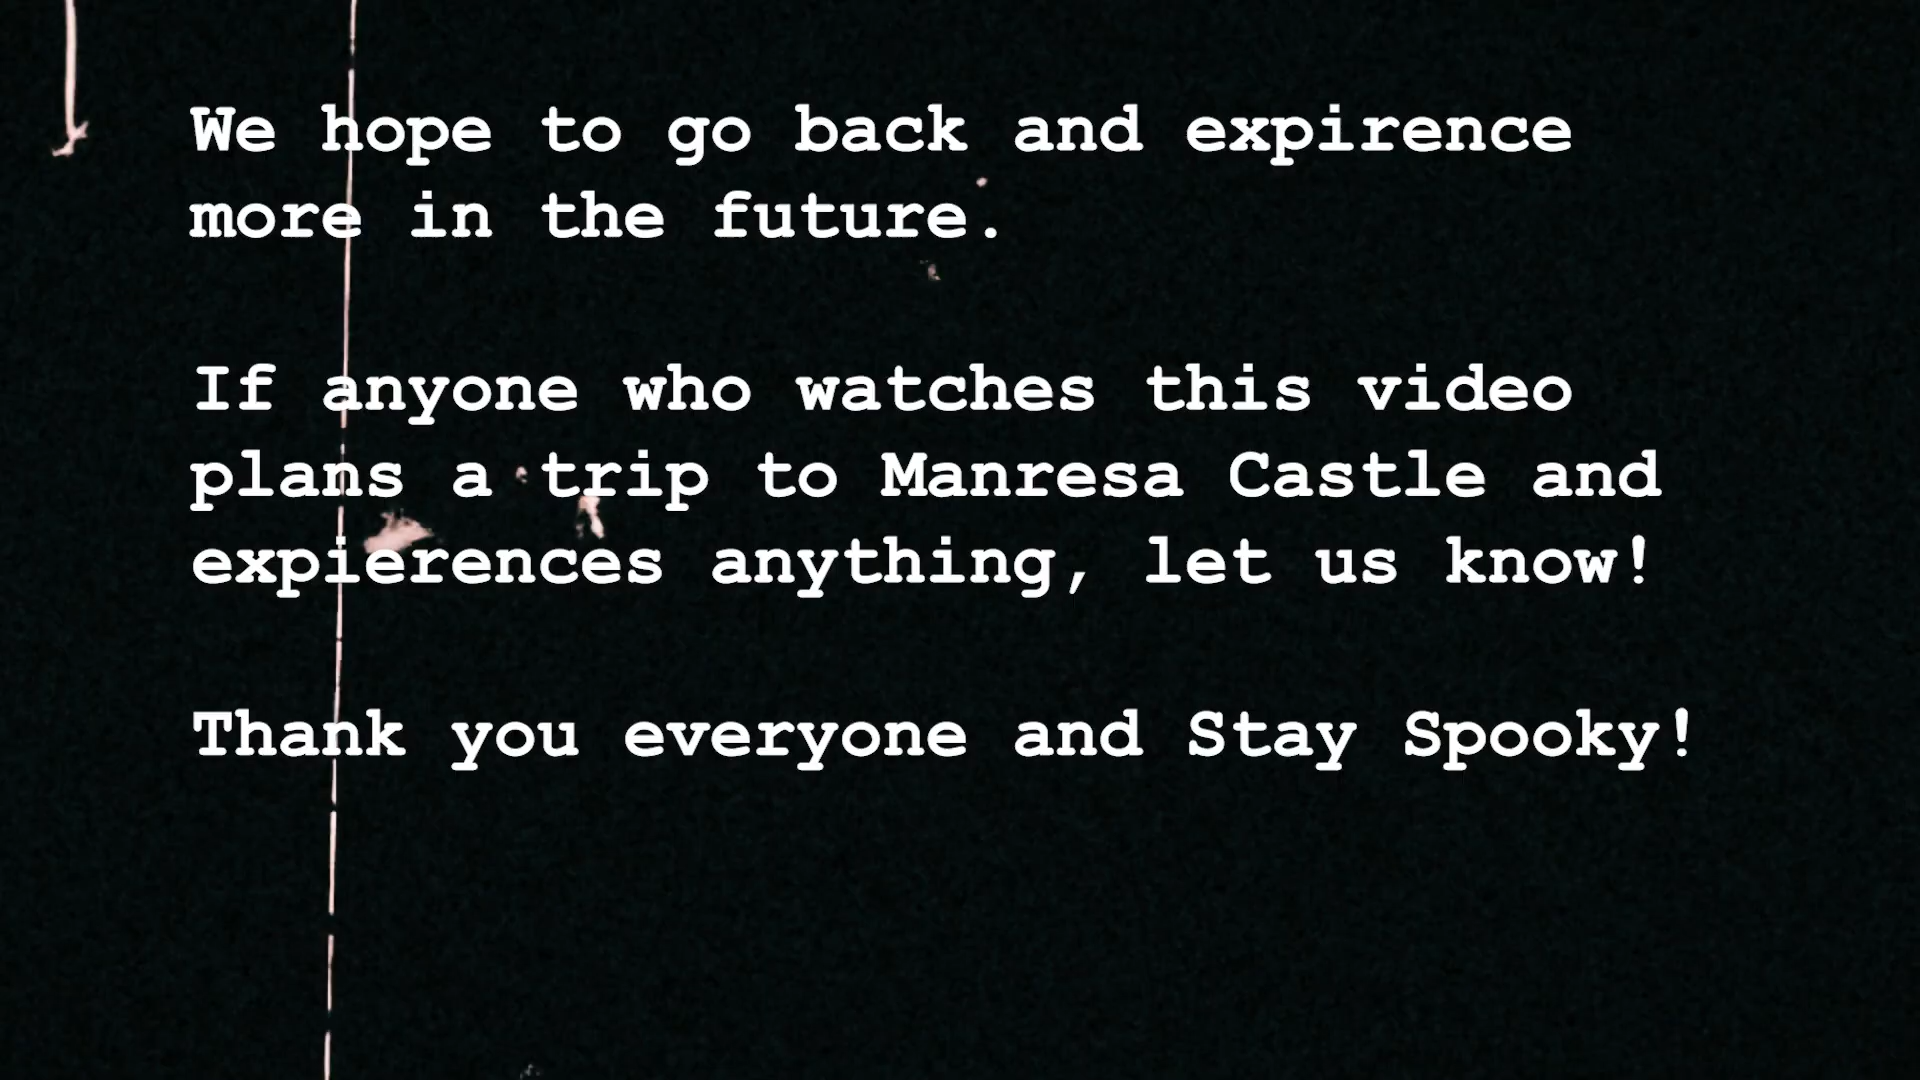 We hope to go back and expirence
more in the future.
If anyone who watches this video
plans a trip to Manresa Castle and
expierences anything, let us know!
Thank you everyone and Stay Spooky!